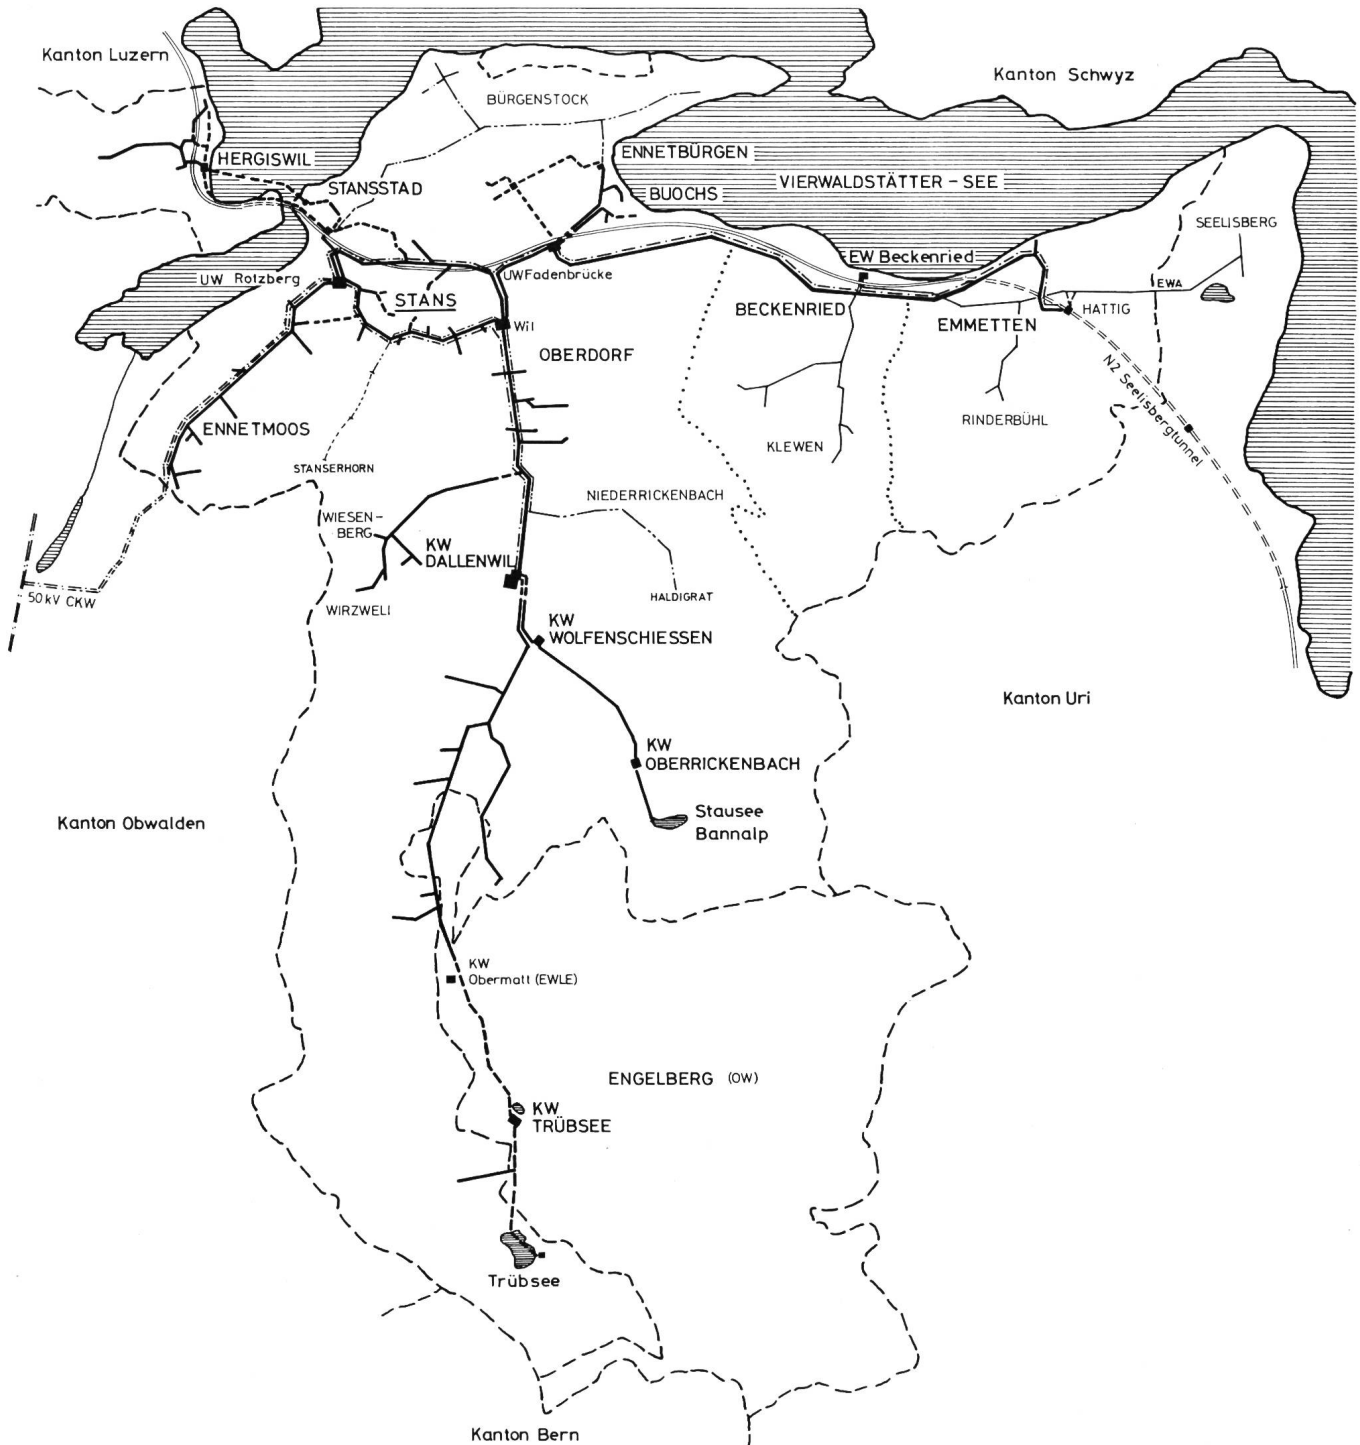 Kanton Luzern
Kanton Schwyz
BÜRGENSTOCK
HERGISWIL
ENNETBÜRGEN
STANSSTAD
VIERWALDSTÄTTER - SEE
BUOCHS
SEELISBERG
EW Beckenried
UW Rotzberg
UW Fadenbrücke
EWA
STANS
BECKENRIED
HATTIG
Wil
EMMETTEN
OBERDORF
N2 Seelisbergtunnel
RINDERBÜHL
ENNETMOOS
KLEWEN
STANSERHORN
NIEDERRICKENBACH
WIESEN-
BERG
KW
DALLENWIL
50 kV CKW
WIRZWELI
HALDIGRAT
KW
WOLFENSCHIESSEN
Kanton Uri
KW
OBERRICKENBACH
Kanton Obwalden
Stausee
Bannalp
KW
Obermatt (EWLE)
ENGELBERG (OW)
KW
TRÜBSEE
Trübsee
Kanton Bern